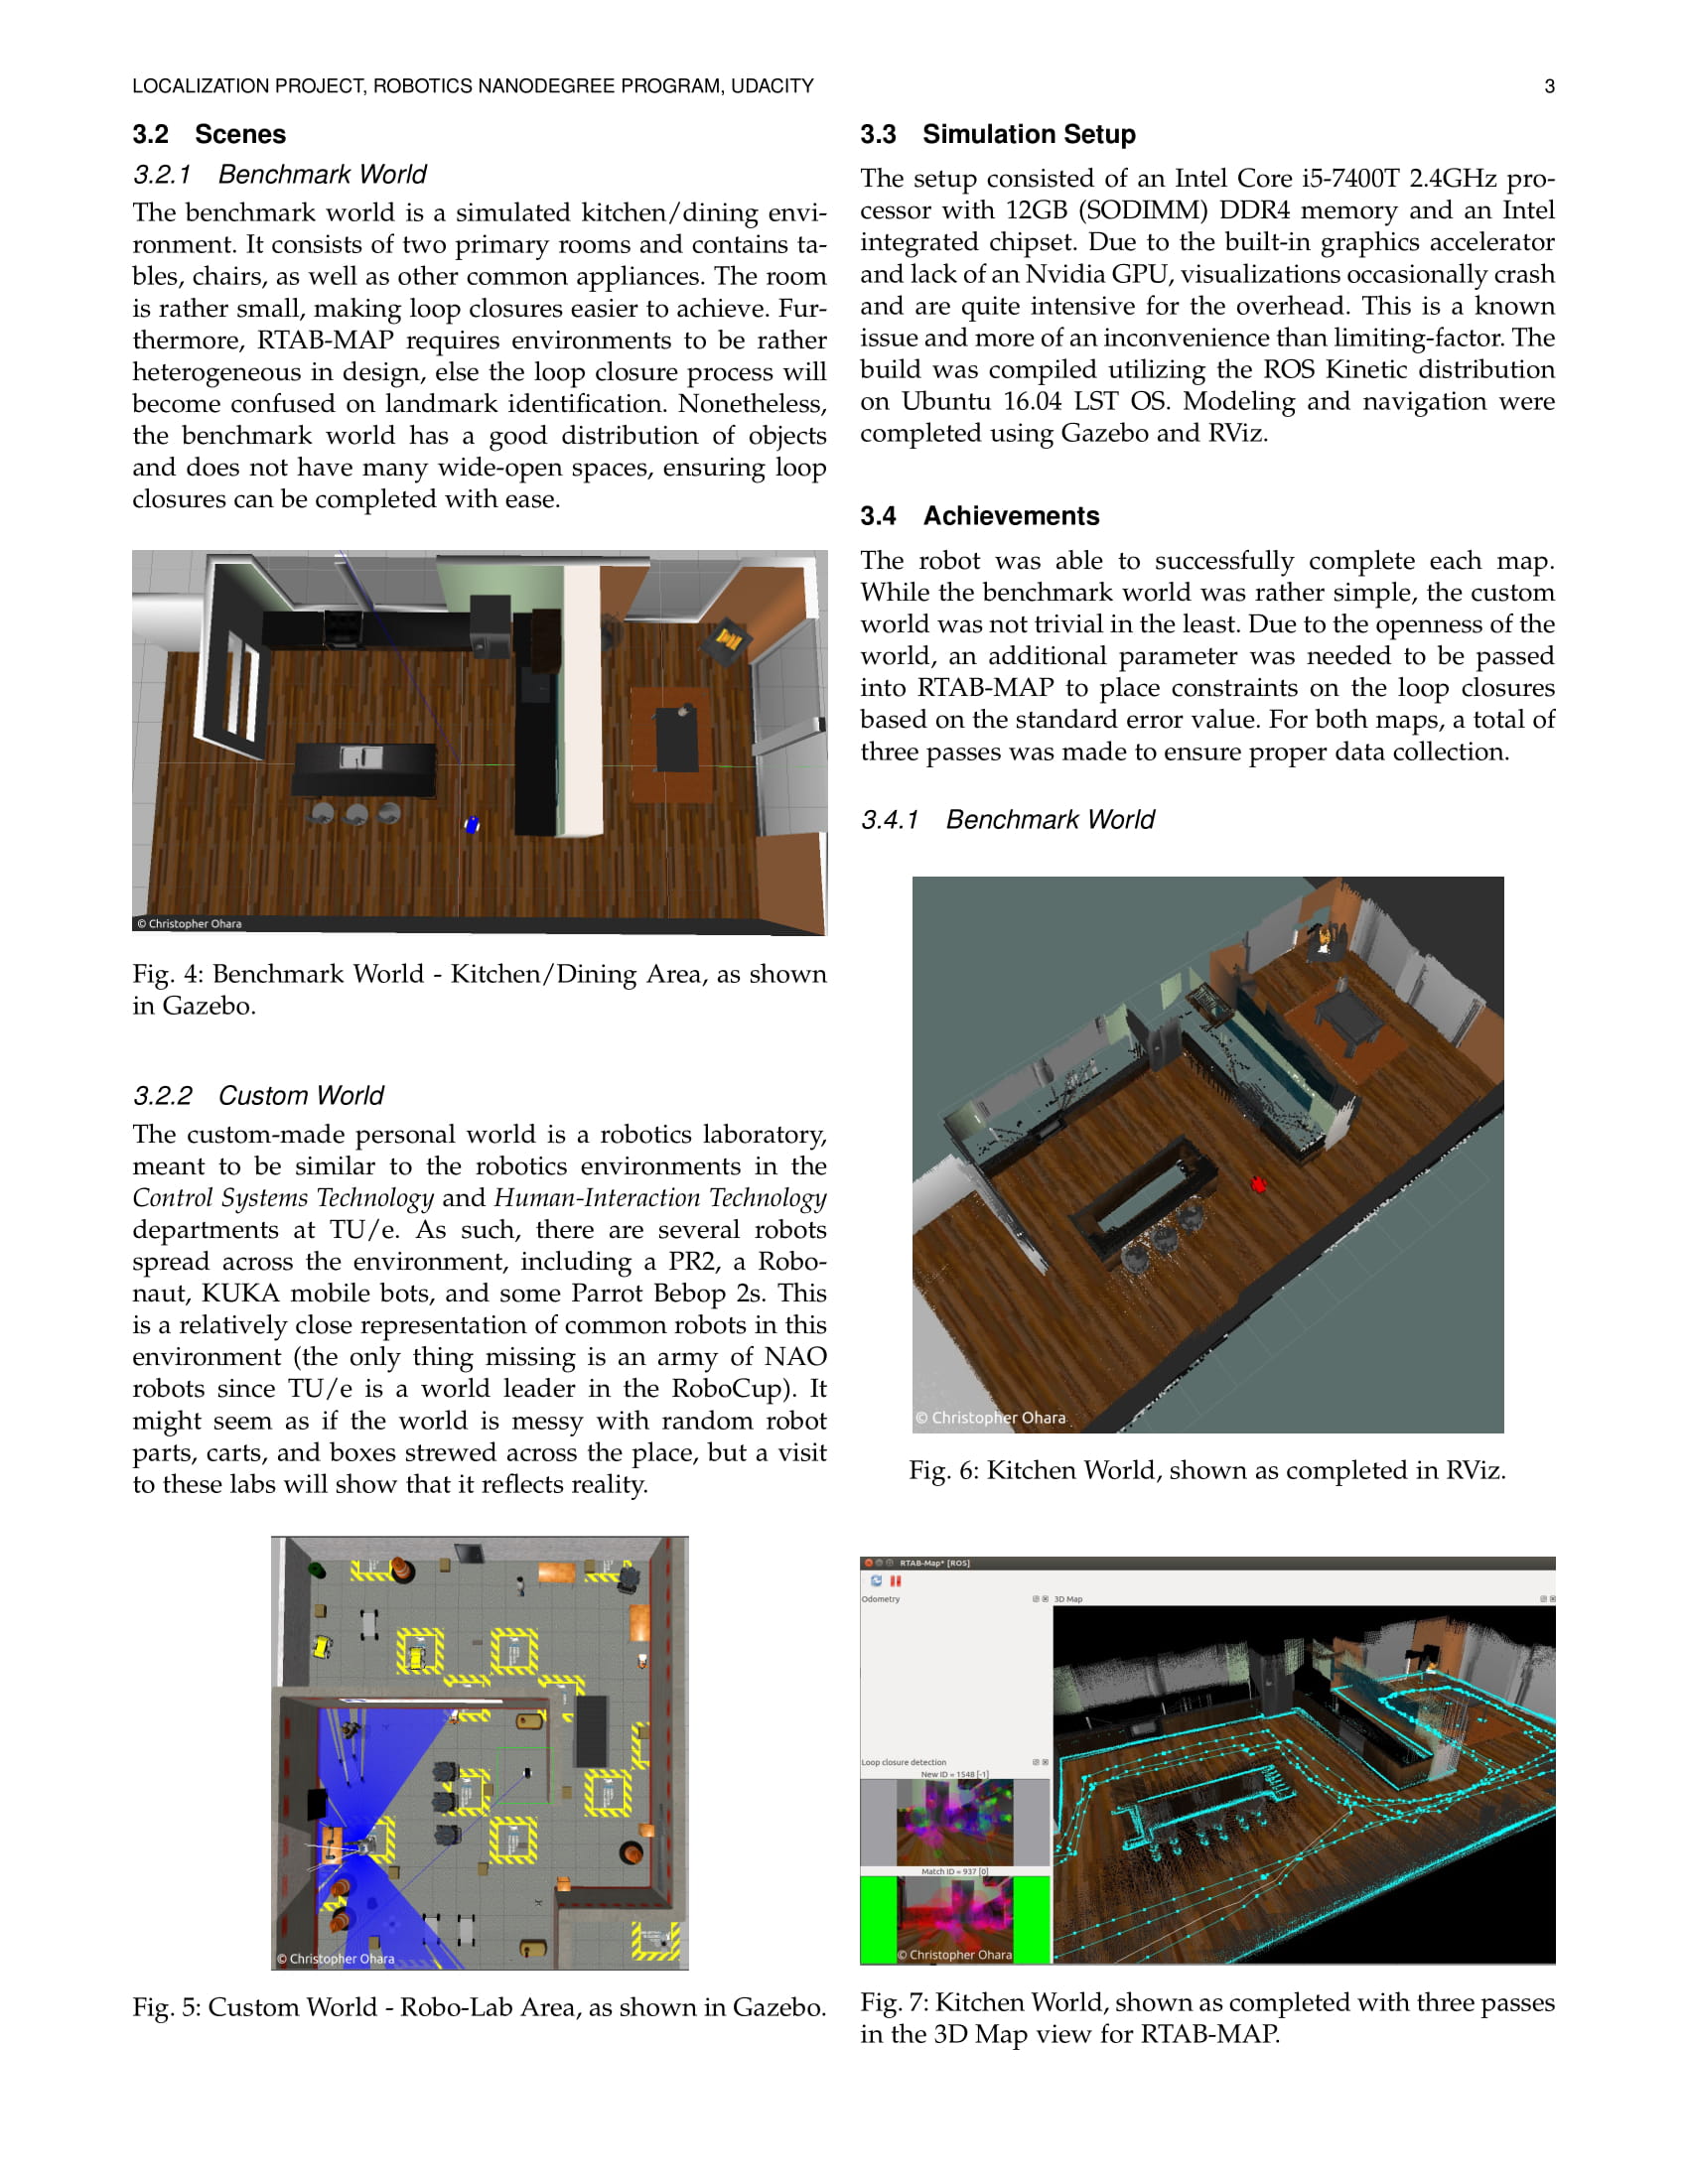 LOCALIZATION PROJECT, ROBOTICS NANODEGREE PROGRAM, UDACITY
3
3.2 Scenes
3.2.1 Benchmark World
The benchmark world is a simulated kitchen/dining envi-
ronment. It consists of two primary rooms and contains ta-
bles, chairs, as well as other common appliances. The room
is rather small, making loop closures easier to achieve. Fur-
thermore, RTAB-MAP requires environments to be rather
heterogeneous in design, else the loop closure process will
become confused on landmark identification. Nonetheless,
the benchmark world has a good distribution of objects
and does not have many wide-open spaces, ensuring loop
closures can be completed with ease.
© Christopher Ohara
Fig. 4: Benchmark World - Kitchen/Dining Area, as shown
in Gazebo.
3.2.2 Custom World
The custom-made personal world is a robotics laboratory,
meant to be similar to the robotics environments in the
Control Systems Technology and Human-Interaction Technology
departments at TU/e. As such, there are several robots
spread across the environment, including a PR2, a Robo-
naut, KUKA mobile bots, and some Parrot Bebop 2s. This
is a relatively close representation of common robots in this
environment (the only thing missing is an army of NAO
robots since TU/e is a world leader in the RoboCup). It
might seem as if the world is messy with random robot
parts, carts, and boxes strewed across the place, but a visit
to these labs will show that it reflects reality.
© Christopher Ohara
Fig. 5: Custom World - Robo-Lab Area, as shown in Gazebo.
3.3 Simulation Setup
The setup consisted of an Intel Core i5-7400T 2.4GHz pro-
cessor with 12GB (SODIMM) DDR4 memory and an Intel
integrated chipset. Due to the built-in graphics accelerator
and lack of an Nvidia GPU, visualizations occasionally crash
and are quite intensive for the overhead. This is a known
issue and more of an inconvenience than limiting-factor. The
build was compiled utilizing the ROS Kinetic distribution
on Ubuntu 16.04 LST OS. Modeling and navigation were
completed using Gazebo and RViz.
3.4 Achievements
The robot was able to successfully complete each map.
While the benchmark world was rather simple, the custom
world was not trivial in the least. Due to the openness of the
world, an additional parameter was needed to be passed
into RTAB-MAP to place constraints on the loop closures
based on the standard error value. For both maps, a total of
three passes was made to ensure proper data collection.
3.4.1 Benchmark World
© Christopher Ohara
Fig. 6: Kitchen World, shown as completed in RViz.
RTAB-Map* [ROS]
Odometry
3D Map
Loop closure detection
New ID = 1548 [-1]
Match ID = 937 [0]
© Christopher Ohara
Fig. 7: Kitchen World, shown as completed with three passes
in the 3D Map view for RTAB-MAP.